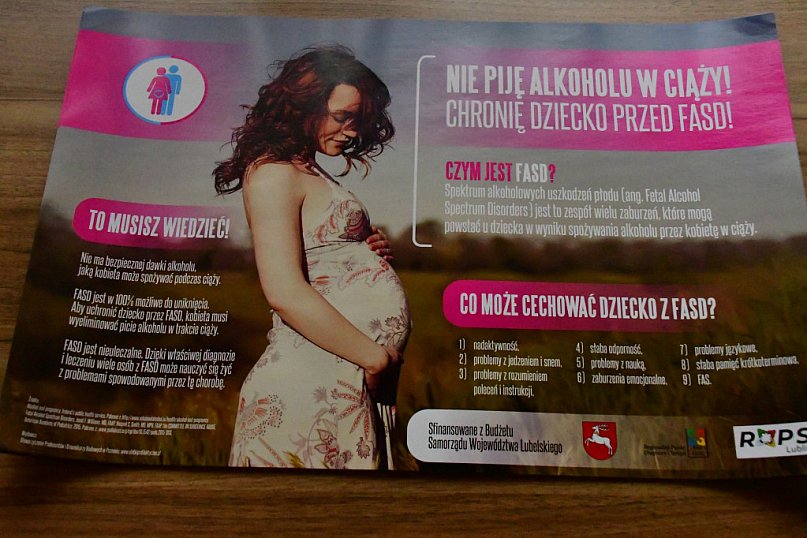 NIE PIJĘ ALKOHOLU W CIĄŻY!
CHRONIĘ DZIECKO PRZED FASD!
CZYM JEST FASD?
Spektrum alkoholowych uszkodzeń płodu (ang. Fetal Alcohol
Spectrum Disorders) jest to zespół wielu zaburzeń, które mogą
powstać u dziecka w wyniku spożywania alkoholu przez kobietę w ciąży.
TO MUSISZ WIEDZIEĆ!
Nie ma bezpiecznej dawki alkoholu,
jaką kobieta może spożywać podczas ciąży.
FASD jest w 100% możliwe do uniknięcia.
Aby uchronić dziecko przez FASD, kobieta musi
wyeliminować picie alkoholu w trakcie ciąży.
FASD jest nieuleczalne. Dzięki właściwej diagnozie
i leczeniu wiele osób z FASD może nauczyć się żyć
z problemami spowodowanymi przez tę chorobę.
CO MOŻE CECHOWAĆ DZIECKO Z FASD?
1) nadaktywność,
2) problemy z jedzeniem i snem,
3) problemy z rozumieniem
poleceń i instrukcji,
4) słaba odporność,
5) problemy z nauką,
6) zaburzenia emocjonalne,
7) problemy językowe,
8) słaba pamięć krótkoterminowa,
9) FAS.
Sfinansowane z Budżetu
Samorządu Województwa Lubelskiego
ROPS
Lubli